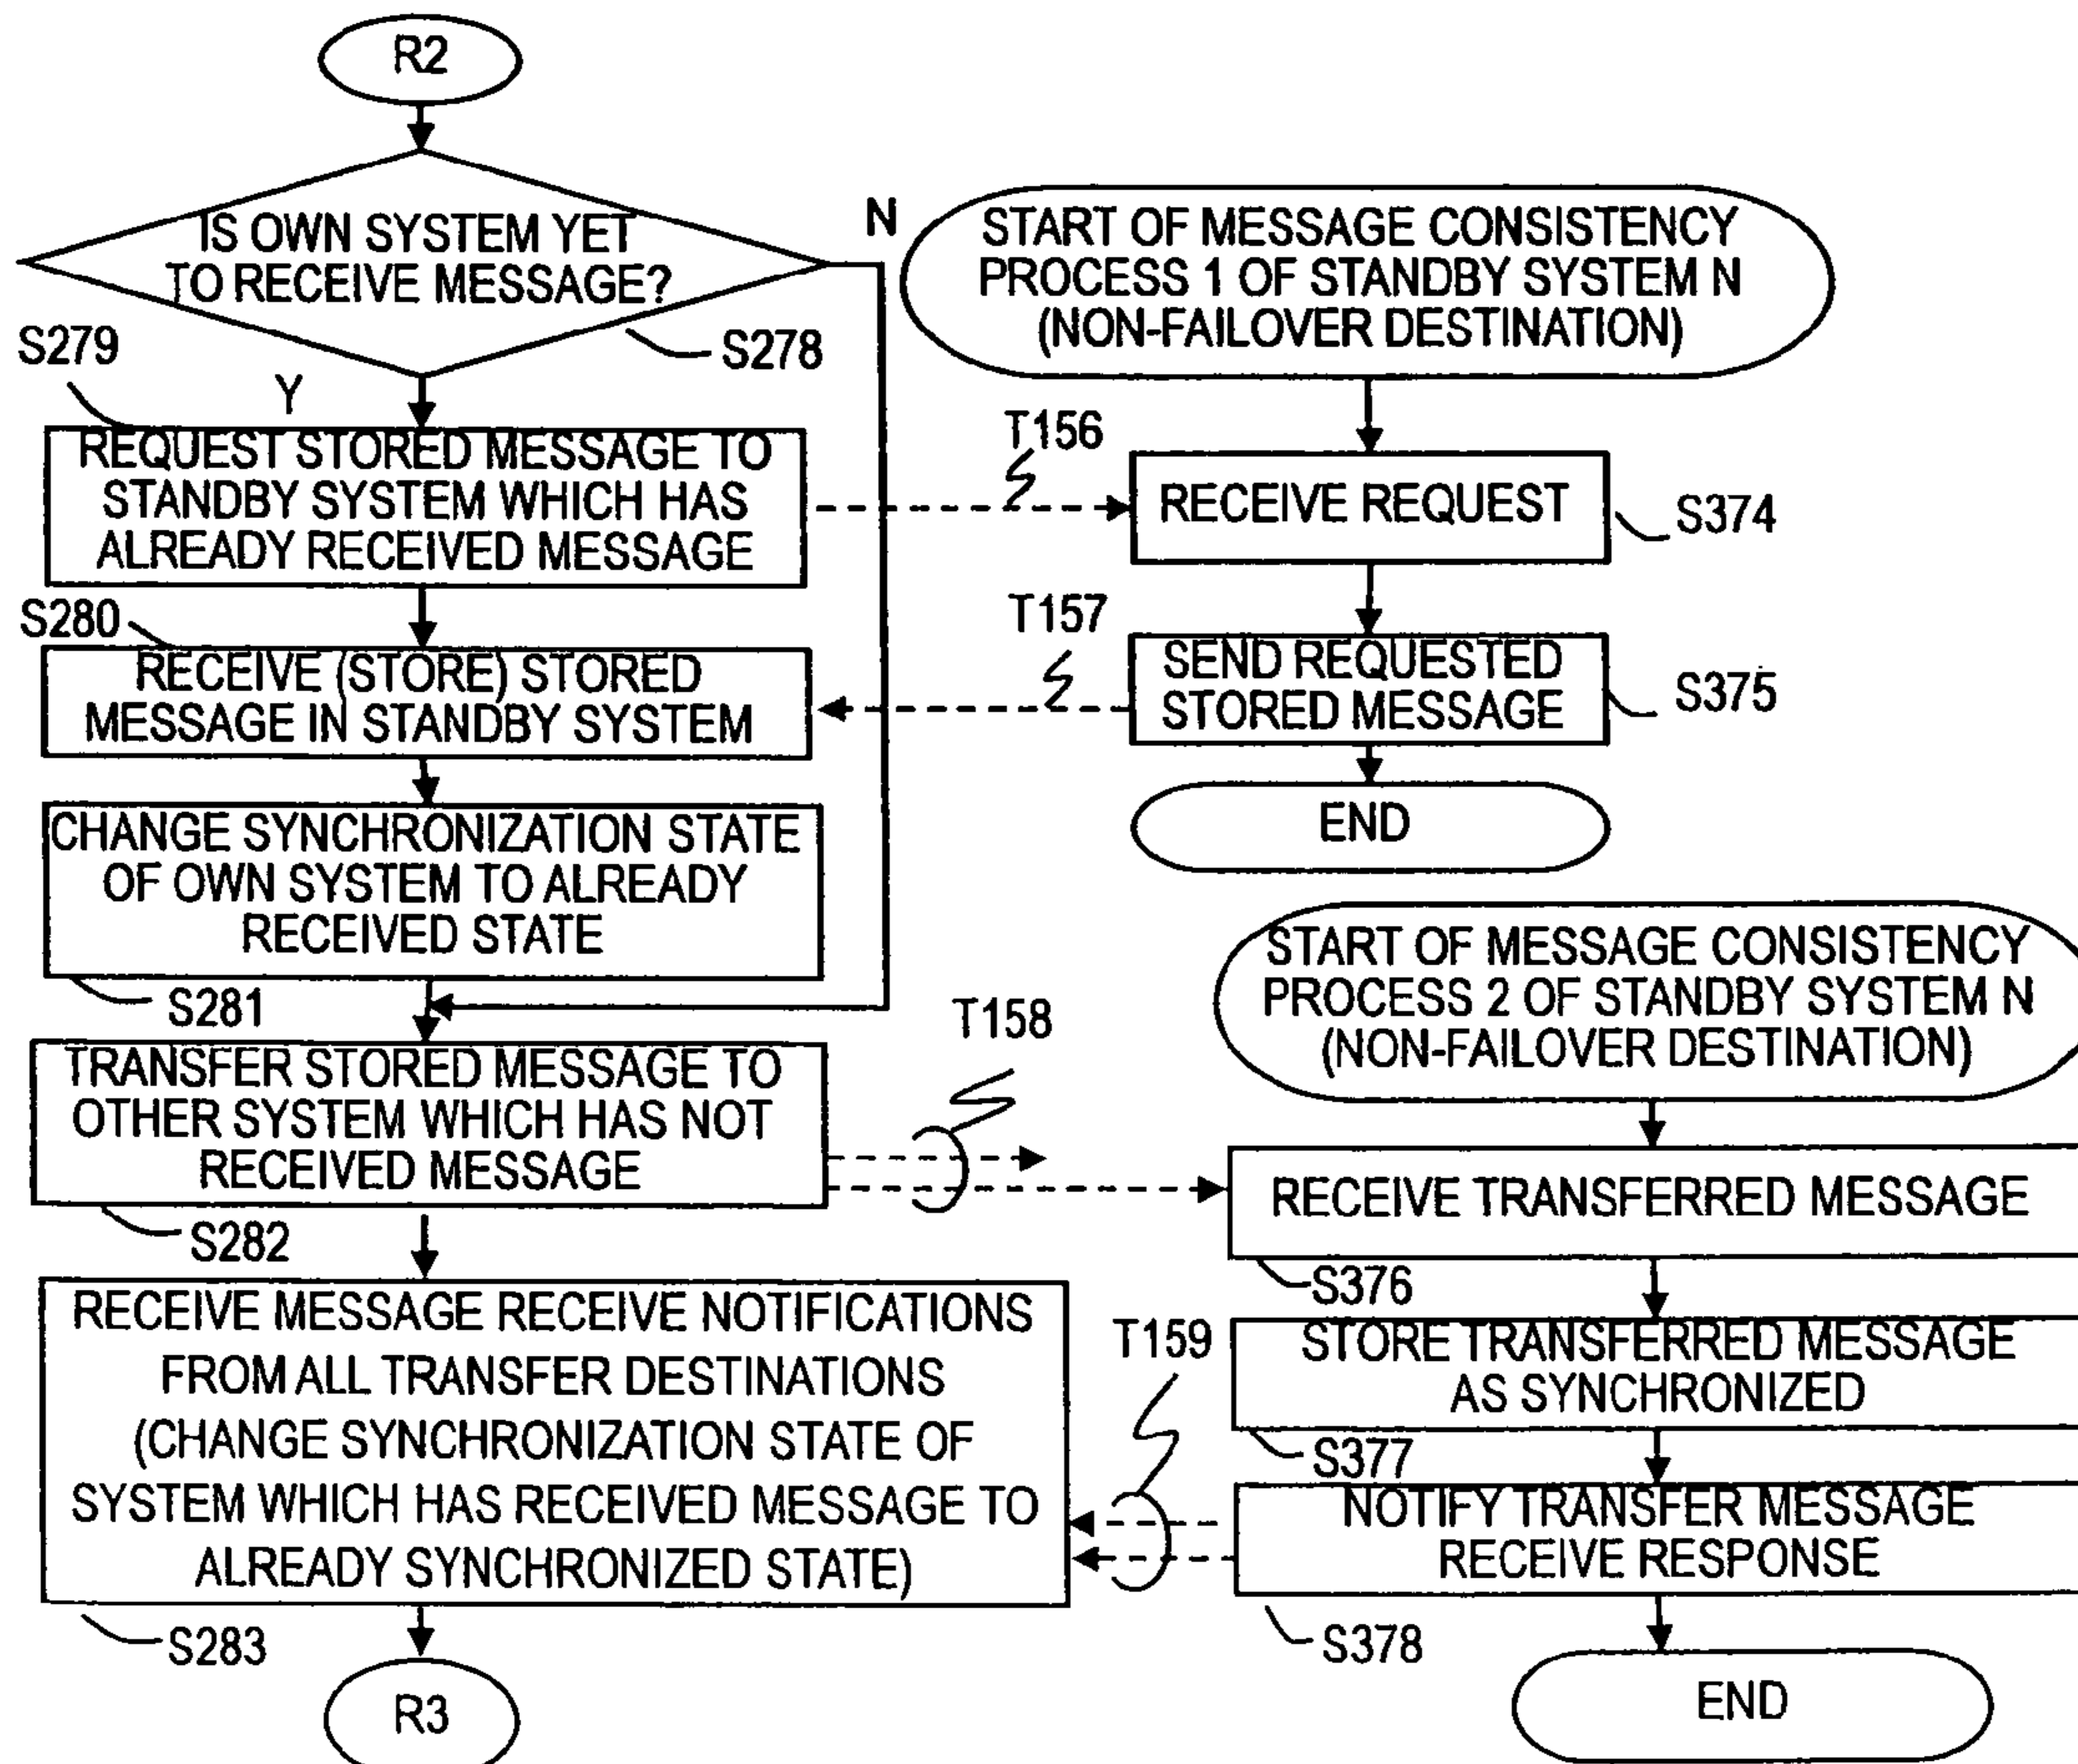 R2
IS OWN SYSTEM YET
TO RECEIVE MESSAGE?
N
S278
S279
Y
REQUEST STORED MESSAGE TO
STANDBY SYSTEM WHICH HAS
ALREADY RECEIVED MESSAGE
S280
RECEIVE (STORE) STORED
MESSAGE IN STANDBY SYSTEM
CHANGE SYNCHRONIZATION STATE
OF OWN SYSTEM TO ALREADY
RECEIVED STATE
S281
TRANSFER STORED MESSAGE TO
OTHER SYSTEM WHICH HAS NOT
RECEIVED MESSAGE
S282
RECEIVE MESSAGE RECEIVE NOTIFICATIONS
FROM ALL TRANSFER DESTINATIONS
(CHANGE SYNCHRONIZATION STATE OF
SYSTEM WHICH HAS RECEIVED MESSAGE TO
ALREADY SYNCHRONIZED STATE)
S283
R3
START OF MESSAGE CONSISTENCY
PROCESS 1 OF STANDBY SYSTEM N
(NON-FAILOVER DESTINATION)
T156
RECEIVE REQUEST
S374
T157
SEND REQUESTED
STORED MESSAGE
S375
END
START OF MESSAGE CONSISTENCY
PROCESS 2 OF STANDBY SYSTEM N
(NON-FAILOVER DESTINATION)
T158
RECEIVE TRANSFERRED MESSAGE
S376
STORE TRANSFERRED MESSAGE
AS SYNCHRONIZED
S377
T159
NOTIFY TRANSFER MESSAGE
RECEIVE RESPONSE
S378
END